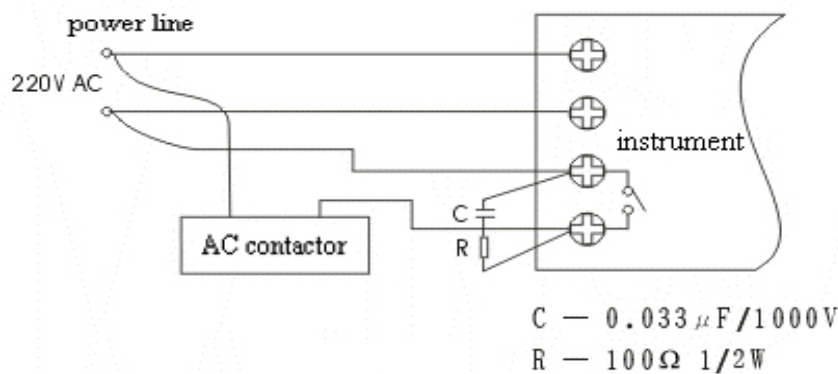 power line
220V AC
instrument
C
AC contactor
R
C — 0.033μF/1000V
R — 100Ω 1/2W